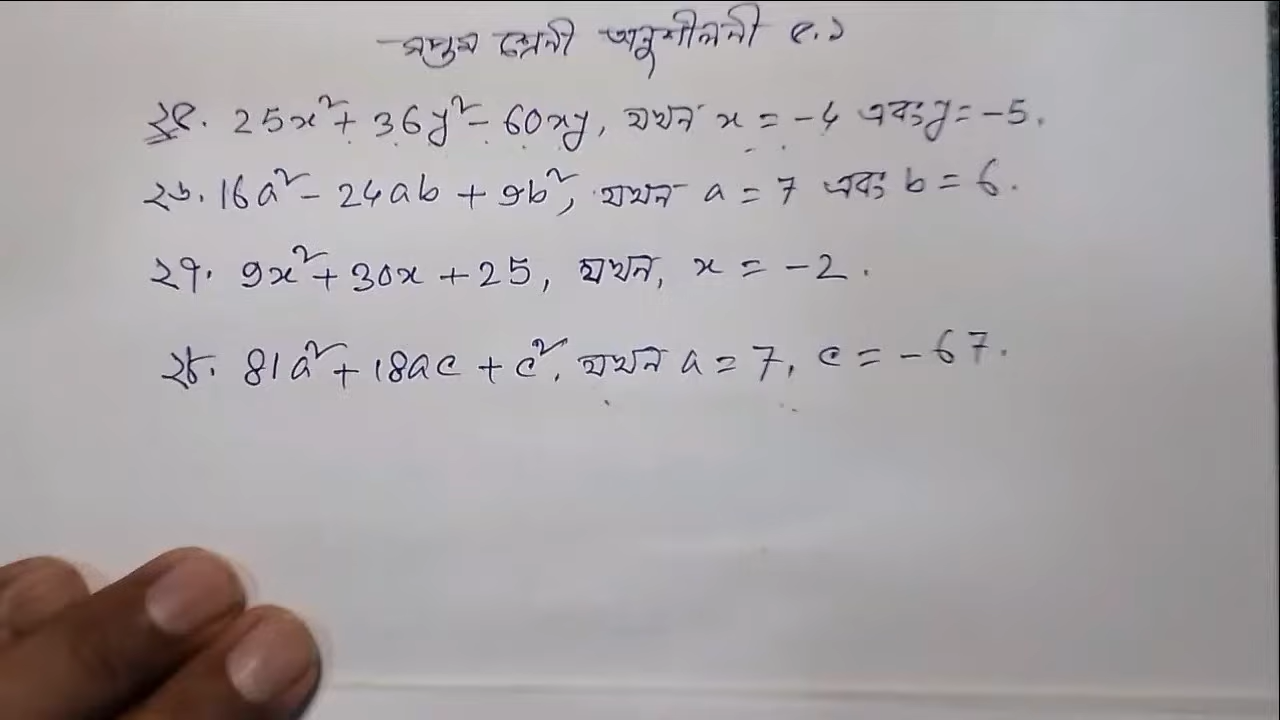 সপ্তম শ্রেনী অনুশীলনী ৫.১
২৫. 25x² + 36y² - 60xy, যখন x = -4 এবং y = -5.
২৬. 16a² - 24ab + 9b², যখন a = 7 এবং b = 6.
২৭. 9x² + 30x + 25, যখন, x = -2.
২৮. 81a² + 18ac + c². যখন a = 7, c = -67.